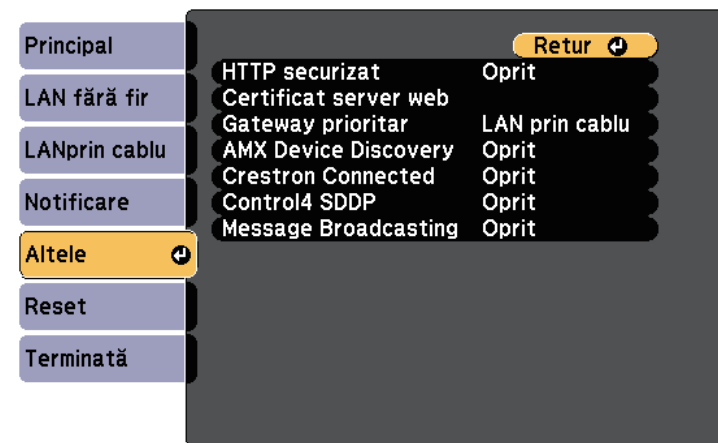 Principal
LAN fără fir
LANprin cablu
Notificare
Altele
Reset
Terminată
Retur
HTTP securizat Oprit
Certificat server web
Gateway prioritar LAN prin cablu
AMX Device Discovery Oprit
Crestron Connected Oprit
Control4 SDDP Oprit
Message Broadcasting Oprit